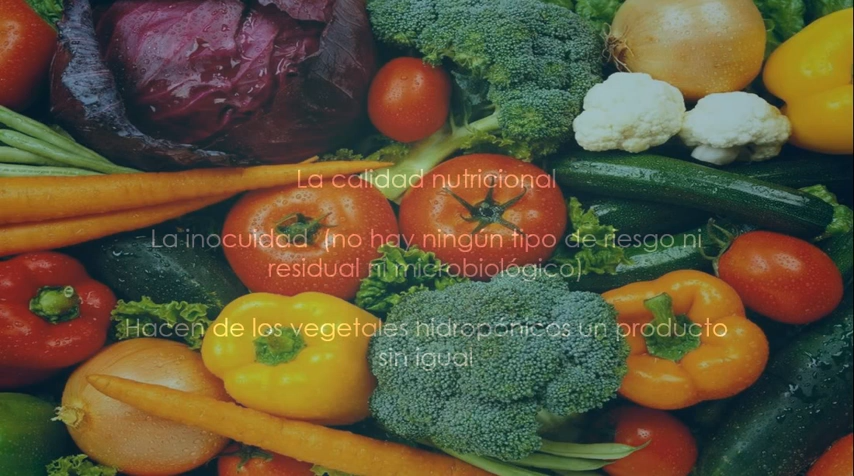 La calidad nutricional
La inocuidad (no hay ningún tipo de riesgo ni
residual ni microbiológico)
Hacen de los vegetales hidropónicos un producto
sin igual